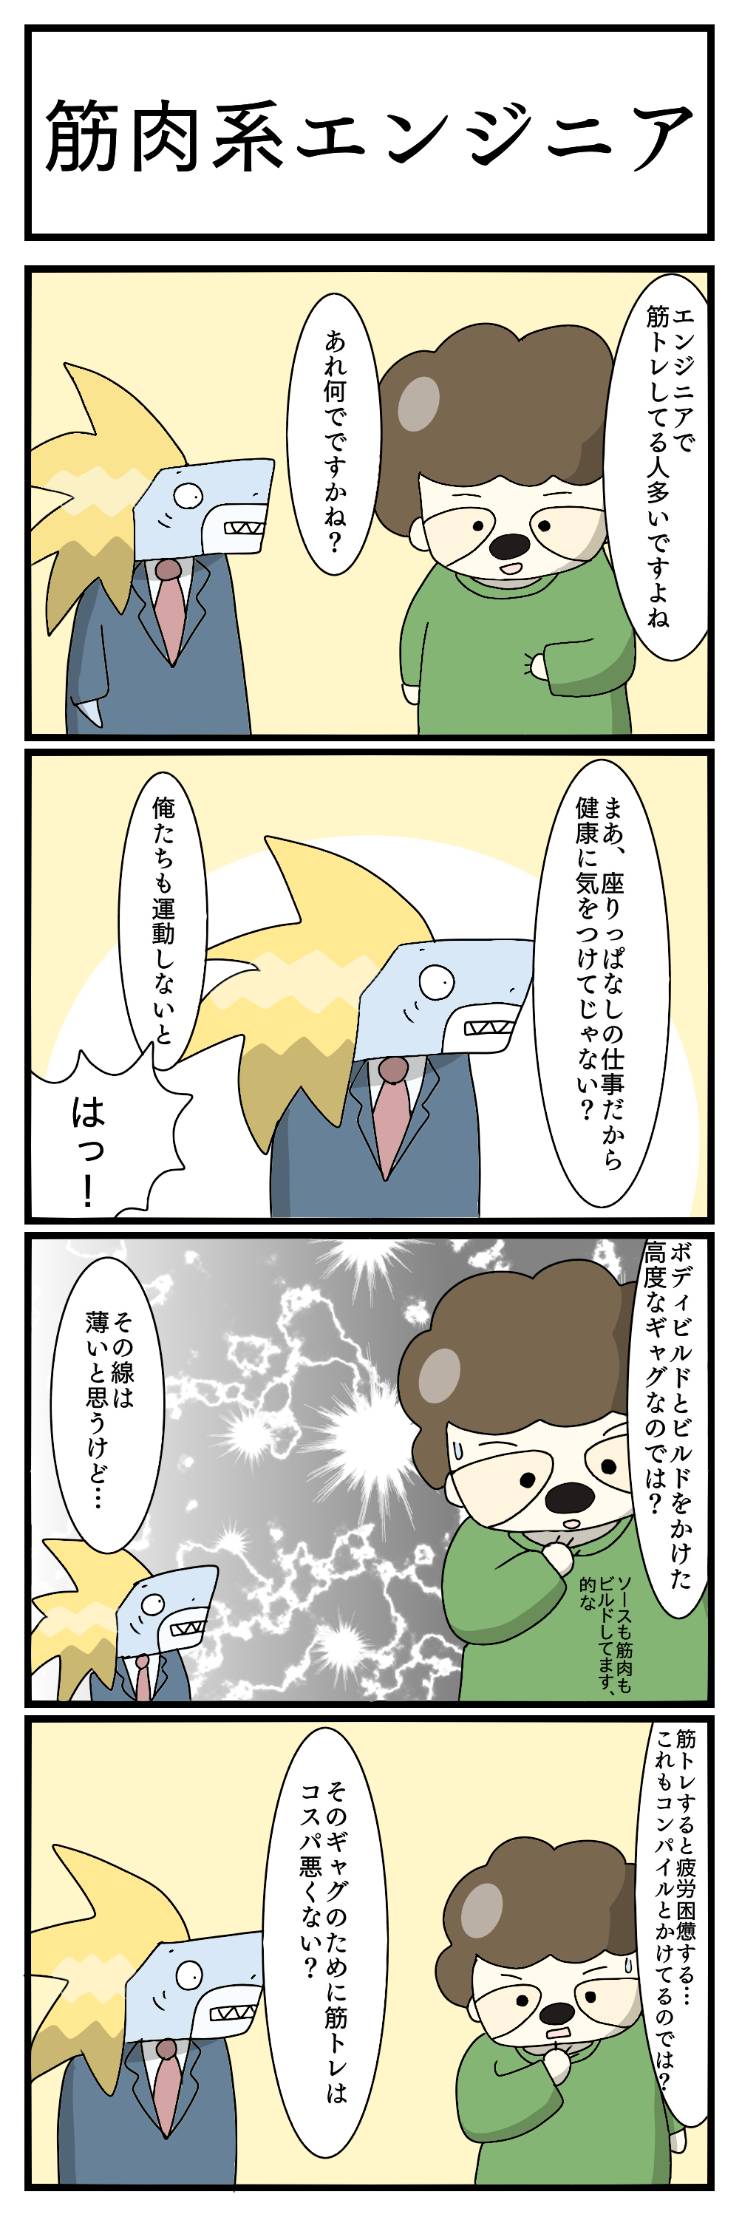 筋肉系エンジニア
エンジニアで
筋トレしてる人多いですよね
あれ何でですかね？
まあ、座りっぱなしの仕事だから
健康に気をつけてじゃない？
俺たちも運動しないと
はっ！
ボディビルドとビルドをかけた
高度なギャグなのでは？
ソースも筋肉も
ビルドしてます、
的な
その線は
薄いと思うけど…
筋トレすると疲労困憊する…
これもコンパイルとかけてるのでは？
そのギャグのために筋トレは
コスパ悪くない？